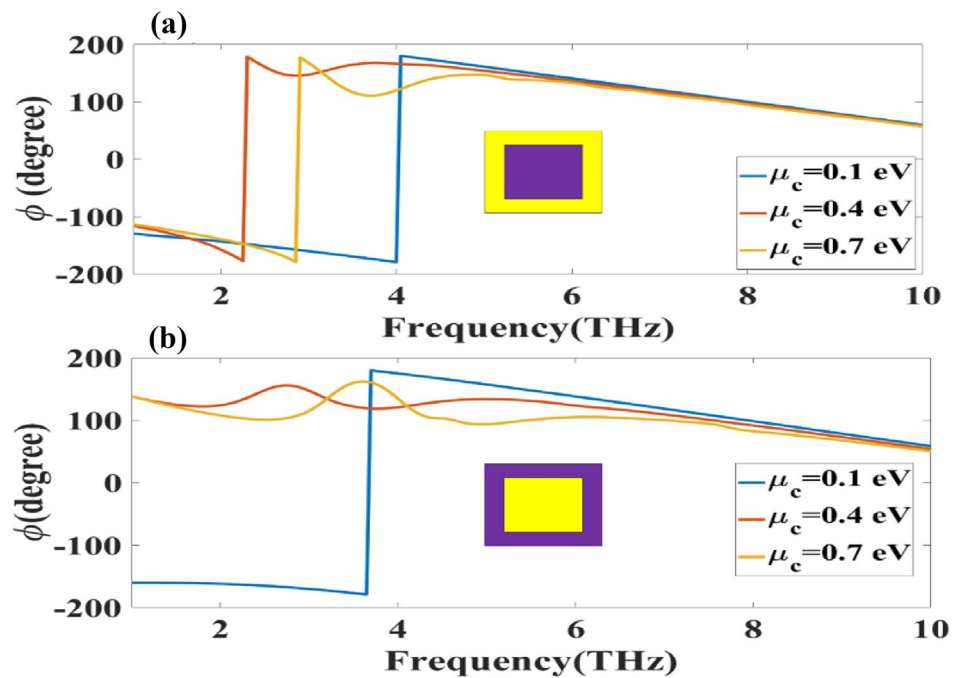 (a)
200
100
0
-100
-200
ϕ (degree)
μc=0.1 eV
μc=0.4 eV
μc=0.7 eV
2 4 6 8 10
Frequency(THz)
(b)
200
100
0
-100
-200
ϕ(degree)
μc=0.1 eV
μc=0.4 eV
μc=0.7 eV
2 4 6 8 10
Frequency(THz)